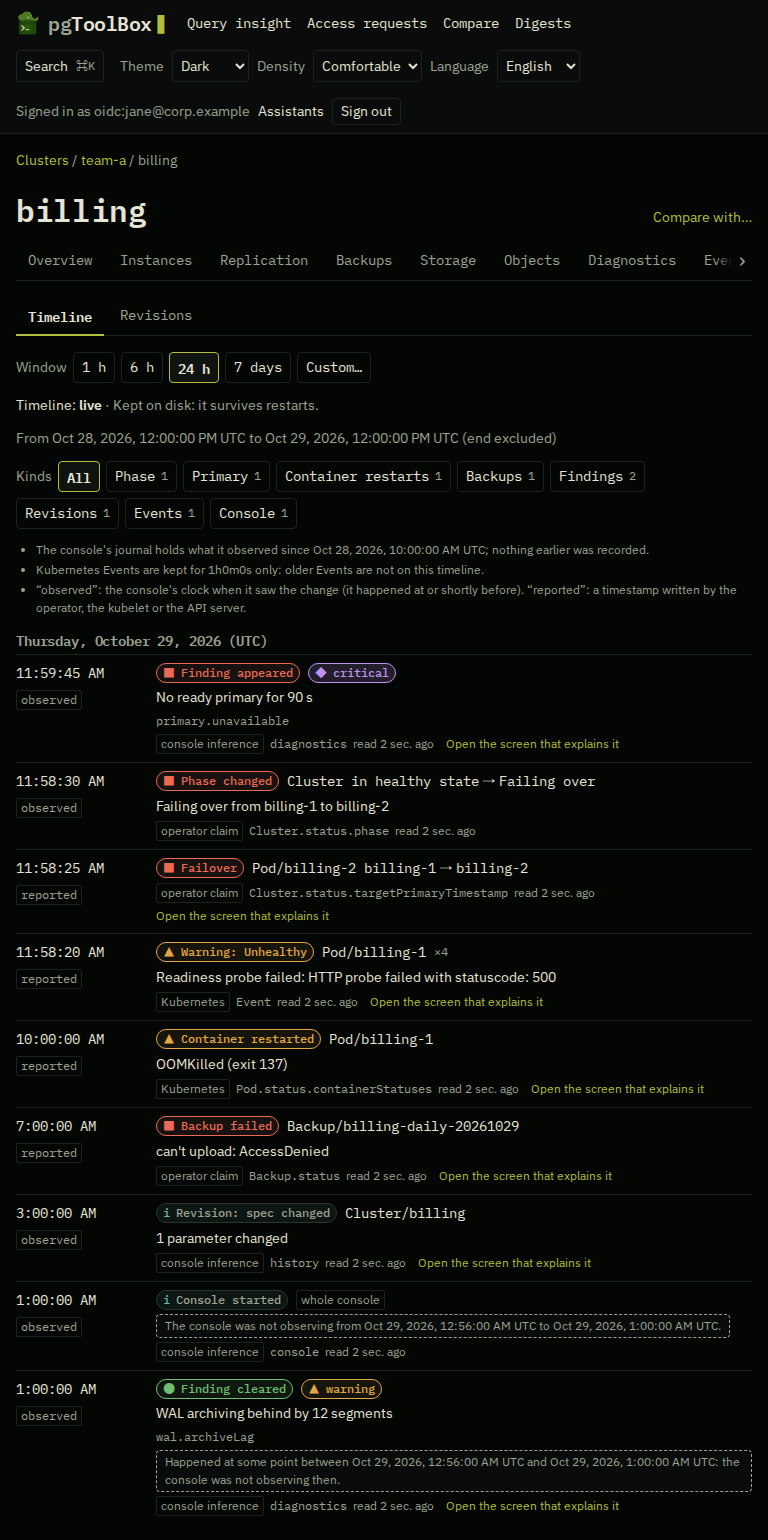 pgToolBox Query insight Access requests Compare Digests
Search ⌘K Theme Dark Density Comfortable Language English
Signed in as oidc:jane@corp.example Assistants Sign out
Clusters / team-a / billing
billing
Compare with…
Overview Instances Replication Backups Storage Objects Diagnostics
Timeline Revisions
Window 1 h 6 h 24 h 7 days Custom…
Timeline: live · Kept on disk: it survives restarts.
From Oct 28, 2026, 12:00:00 PM UTC to Oct 29, 2026, 12:00:00 PM UTC (end excluded)
Kinds All Phase 1 Primary 1 Container restarts 1 Backups 1 Findings 2
Revisions 1 Events 1 Console 1
• The console's journal holds what it observed since Oct 28, 2026, 10:00:00 AM UTC; nothing earlier was recorded.
• Kubernetes Events are kept for 1h0m0s only: older Events are not on this timeline.
• “observed”: the console's clock when it saw the change (it happened at or shortly before). “reported”: a timestamp written by the
operator, the kubelet or the API server.
Thursday, October 29, 2026 (UTC)
11:59:45 AM Finding appeared critical
observed No ready primary for 90 s
primary.unavailable
console inference diagnostics read 2 sec. ago Open the screen that explains it
11:58:30 AM Phase changed Cluster in healthy state → Failing over
observed Failing over from billing-1 to billing-2
operator claim Cluster.status.phase read 2 sec. ago
11:58:25 AM Failover Pod/billing-2 billing-1 → billing-2
reported operator claim Cluster.status.targetPrimaryTimestamp read 2 sec. ago
Open the screen that explains it
11:58:20 AM Warning: Unhealthy Pod/billing-1 ×4
reported Readiness probe failed: HTTP probe failed with statuscode: 500
Kubernetes Event read 2 sec. ago Open the screen that explains it
10:00:00 AM Container restarted Pod/billing-1
reported OOMKilled (exit 137)
Kubernetes Pod.status.containerStatuses read 2 sec. ago Open the screen that explains it
7:00:00 AM Backup failed Backup/billing-daily-20261029
reported can't upload: AccessDenied
operator claim Backup.status read 2 sec. ago Open the screen that explains it
3:00:00 AM i Revision: spec changed Cluster/billing
observed 1 parameter changed
console inference history read 2 sec. ago Open the screen that explains it
1:00:00 AM i Console started whole console
observed The console was not observing from Oct 29, 2026, 12:56:00 AM UTC to Oct 29, 2026, 1:00:00 AM UTC.
console inference console read 2 sec. ago
1:00:00 AM Finding cleared warning
observed WAL archiving behind by 12 segments
wal.archiveLag
Happened at some point between Oct 29, 2026, 12:56:00 AM UTC and Oct 29, 2026, 1:00:00 AM UTC: the
console was not observing then.
console inference diagnostics read 2 sec. ago Open the screen that explains it